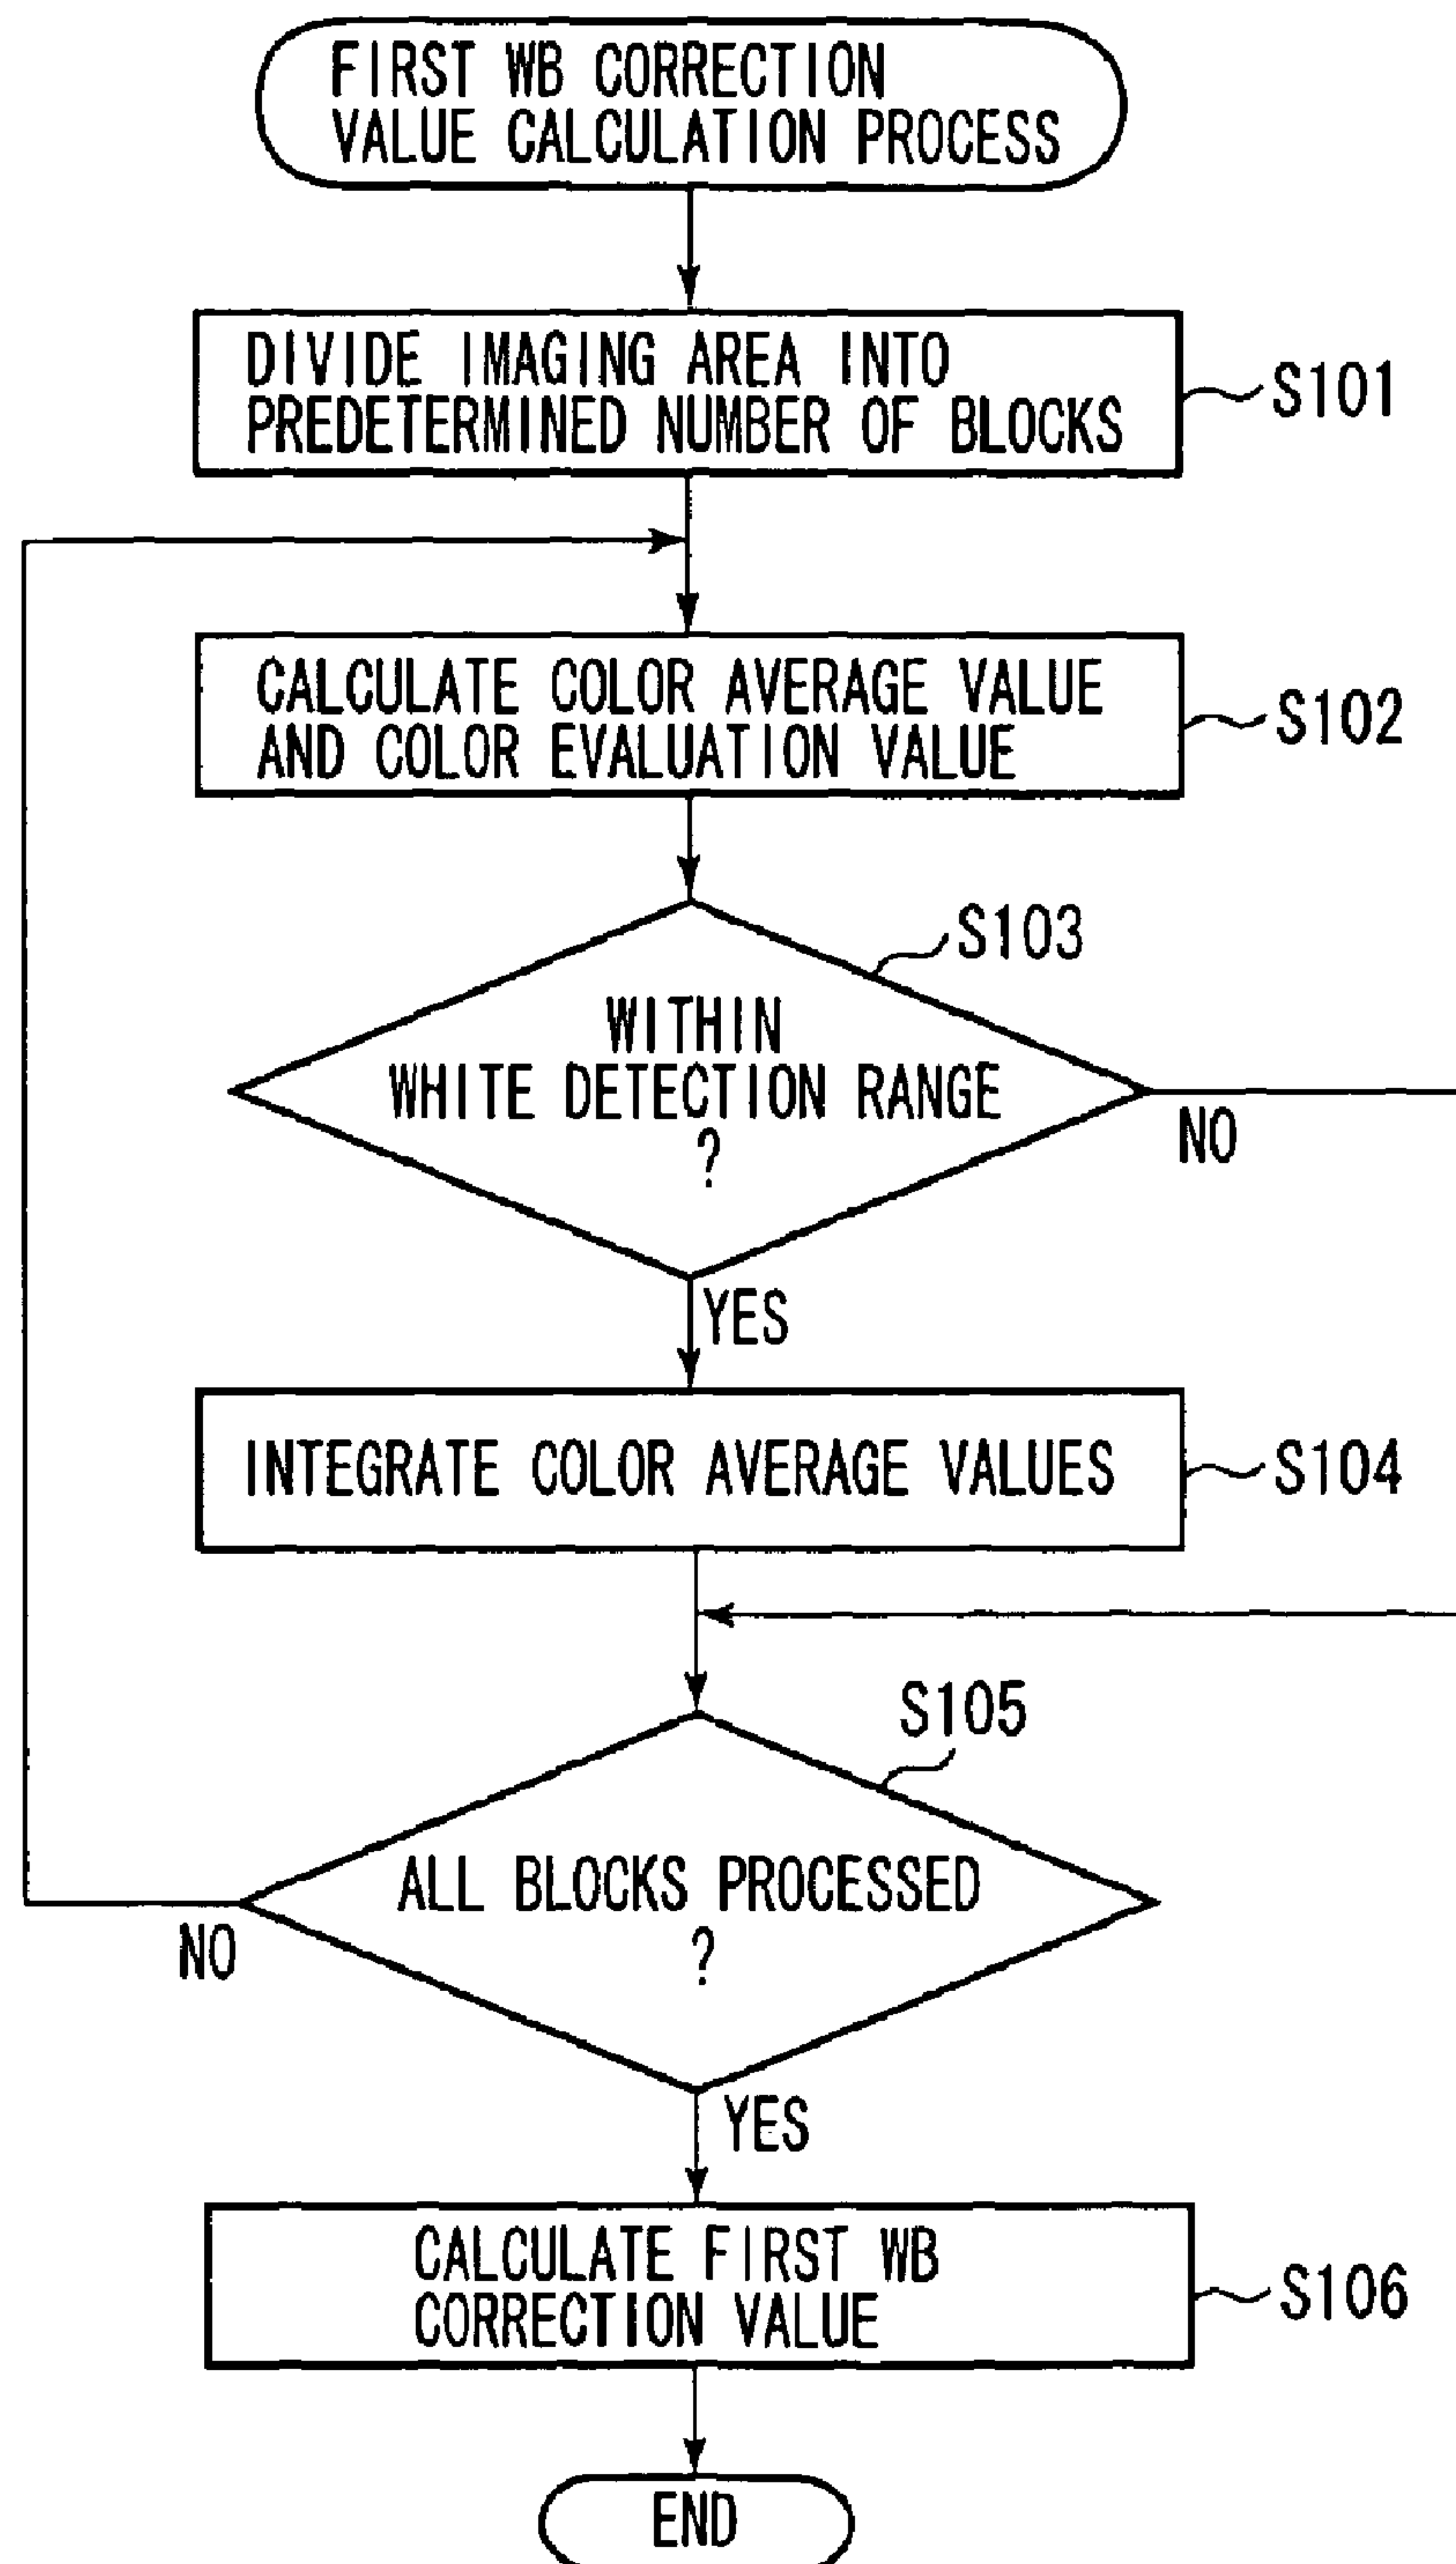 FIRST WB CORRECTION
VALUE CALCULATION PROCESS
DIVIDE IMAGING AREA INTO
PREDETERMINED NUMBER OF BLOCKS
S101
CALCULATE COLOR AVERAGE VALUE
AND COLOR EVALUATION VALUE
S102
S103
WITHIN
WHITE DETECTION RANGE
?
NO
YES
INTEGRATE COLOR AVERAGE VALUES
S104
S105
ALL BLOCKS PROCESSED
?
NO
YES
CALCULATE FIRST WB
CORRECTION VALUE
S106
END